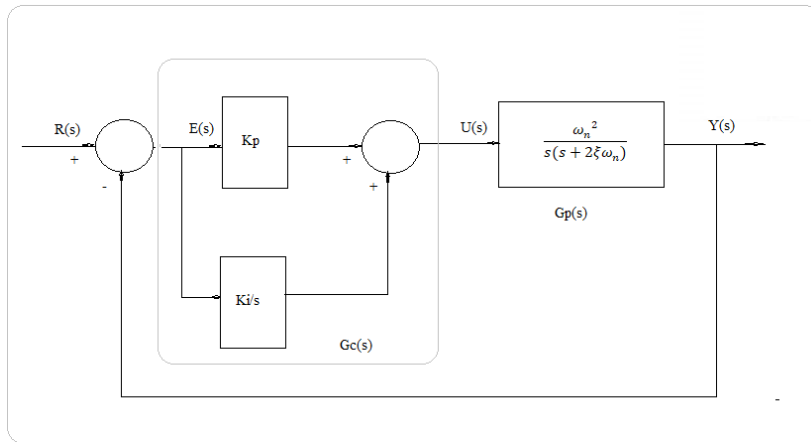 R(s)
+
-
E(s)
Kp
+
+
U(s)
ωₙ²
s(s + 2ξωₙ)
Y(s)
Gp(s)
Ki/s
Gc(s)
-